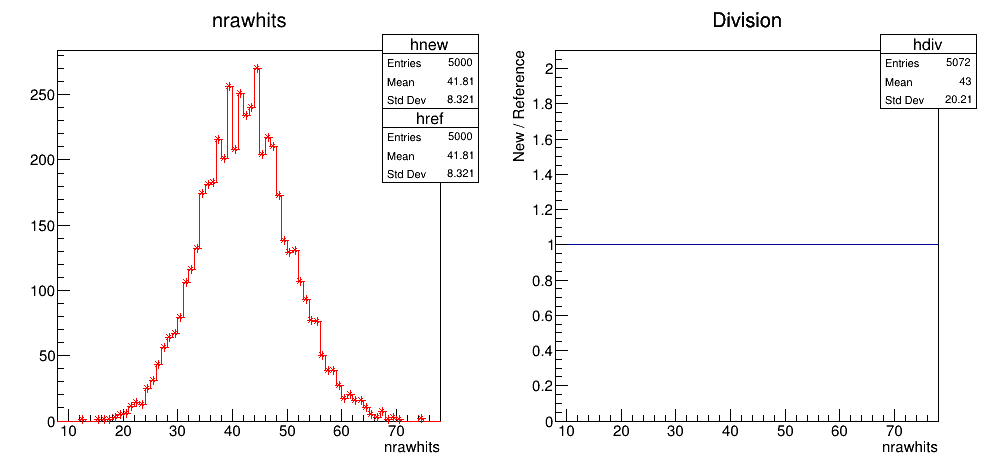 nrawhits
hnew
Entries 5000
Mean 41.81
Std Dev 8.321
href
Entries 5000
Mean 41.81
Std Dev 8.321
250
200
150
100
50
0
10 20 30 40 50 60 70
nrawhits
Division
hdiv
Entries 5072
Mean 43
Std Dev 20.21
New / Reference
2
1.8
1.6
1.4
1.2
1
0.8
0.6
0.4
0.2
0
10 20 30 40 50 60 70
nrawhits